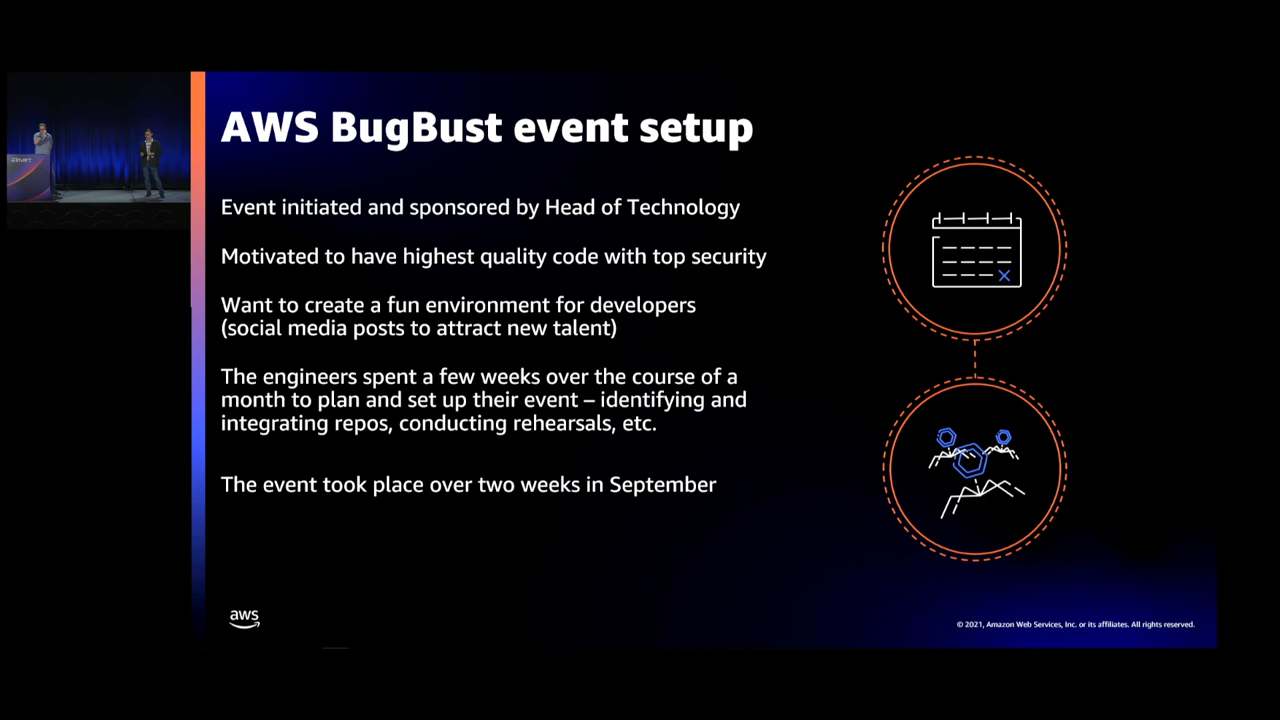 AWS BugBust event setup
Event initiated and sponsored by Head of Technology
Motivated to have highest quality code with top security
Want to create a fun environment for developers
(social media posts to attract new talent)
The engineers spent a few weeks over the course of a
month to plan and set up their event – identifying and
integrating repos, conducting rehearsals, etc.
The event took place over two weeks in September
aws
© 2021, Amazon Web Services, Inc. or its affiliates. All rights reserved.